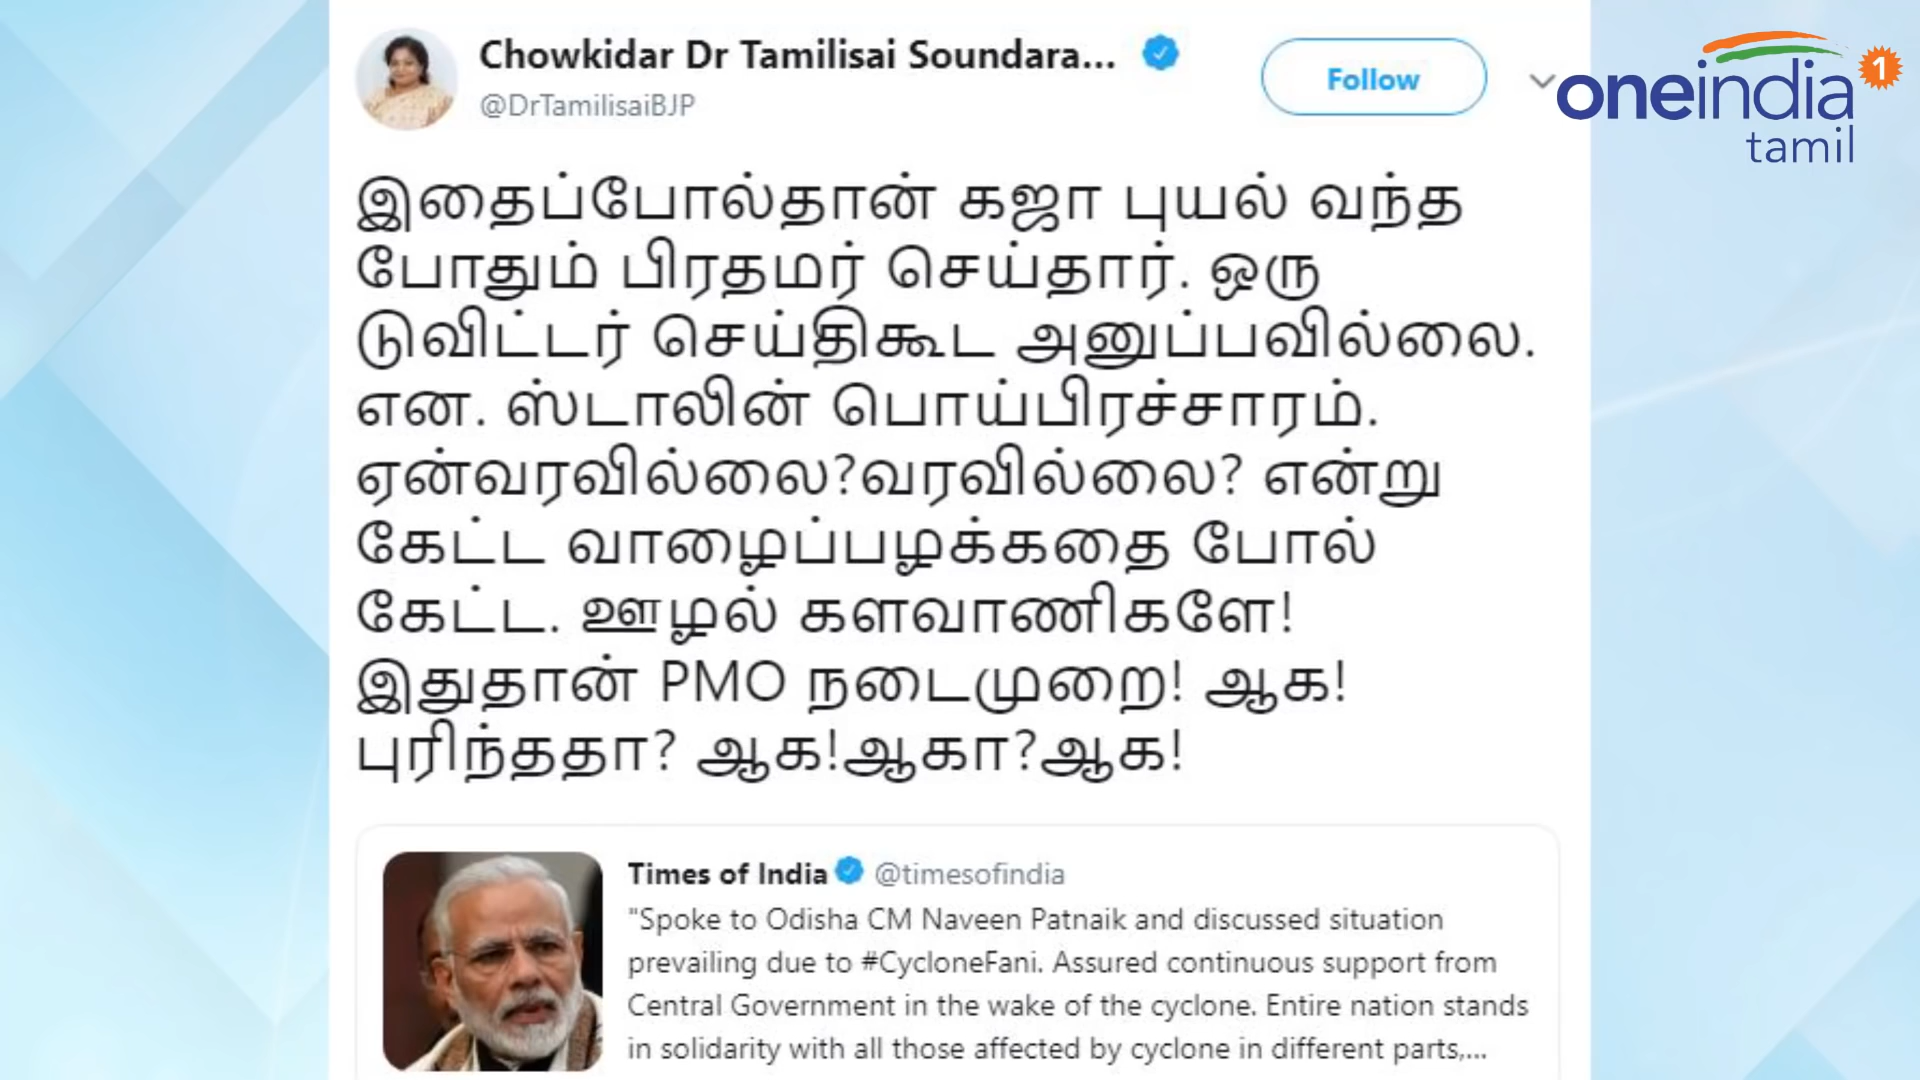 Chowkidar Dr Tamilisai Soundara...
@DrTamilisaiBJP
Follow
oneindia
1
tamil
இதைப்போல்தான் கஜா புயல் வந்த
போதும் பிரதமர் செய்தார். ஒரு
டுவிட்டர் செய்திகூட அனுப்பவில்லை.
என. ஸ்டாலின் பொய்பிரச்சாரம்.
ஏன்வரவில்லை?வரவில்லை? என்று
கேட்ட வாழைப்பழக்கதை போல்
கேட்ட. ஊழல் களவாணிகளே!
இதுதான் PMO நடைமுறை! ஆக!
புரிந்ததா? ஆக!ஆகா?ஆக!
Times of India @timesofindia
"Spoke to Odisha CM Naveen Patnaik and discussed situation
prevailing due to #CycloneFani. Assured continuous support from
Central Government in the wake of the cyclone. Entire nation stands
in solidarity with all those affected by cyclone in different parts,...